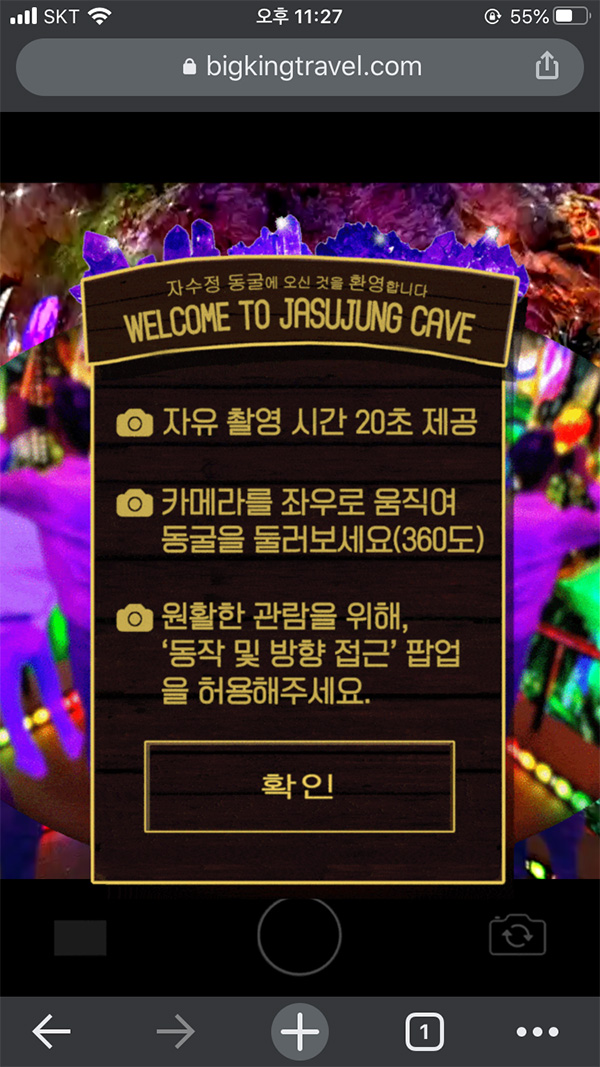 SKT 오후 11:27 55%
bigkingtravel.com
자수정 동굴에 오신 것을 환영합니다
WELCOME TO JASUJUNG CAVE
자유 촬영 시간 20초 제공
카메라를 좌우로 움직여
동굴을 둘러보세요(360도)
원활한 관람을 위해,
‘동작 및 방향 접근’ 팝업
을 허용해주세요.
확인
1